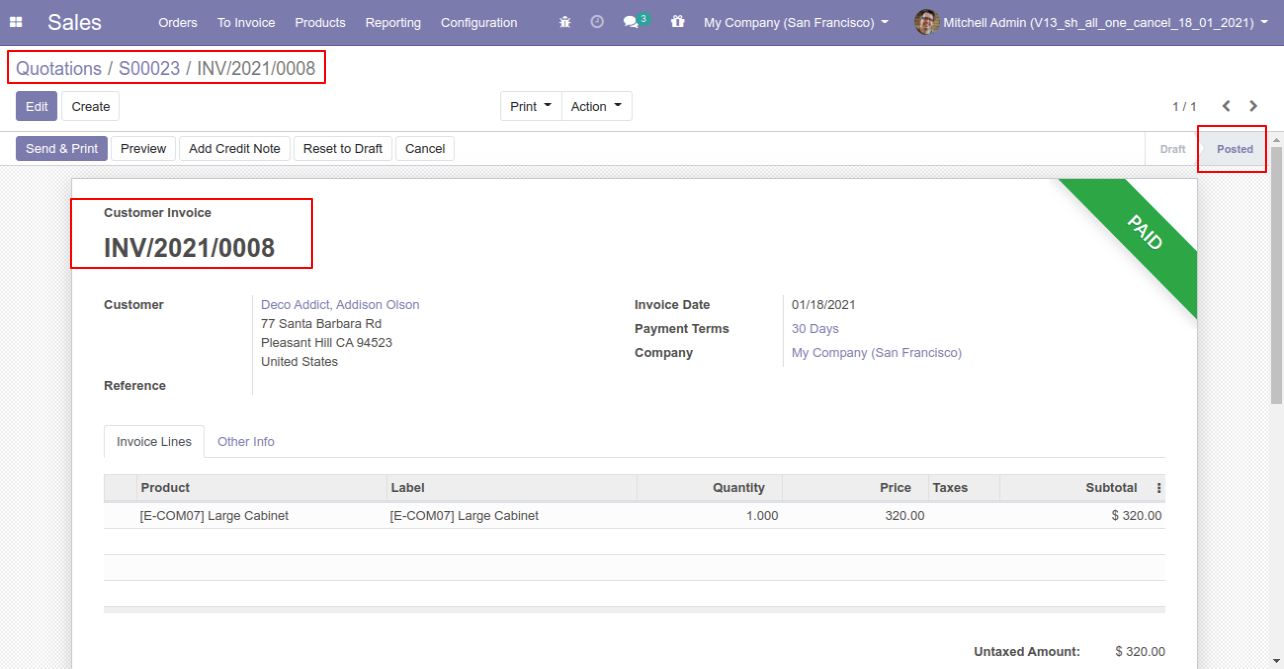 Sales Orders To Invoice Products Reporting Configuration 3 My Company (San Francisco) Mitchell Admin (V13_sh_all_one_cancel_18_01_2021)
Quotations / S00023 / INV/2021/0008
Edit Create Print Action 1 / 1
Send & Print Preview Add Credit Note Reset to Draft Cancel Draft Posted
Customer Invoice
INV/2021/0008
PAID
Customer Deco Addict, Addison Olson Invoice Date 01/18/2021
77 Santa Barbara Rd Payment Terms 30 Days
Pleasant Hill CA 94523 Company My Company (San Francisco)
United States
Reference
Invoice Lines Other Info
Product Label Quantity Price Taxes Subtotal
[E-COM07] Large Cabinet [E-COM07] Large Cabinet 1.000 320.00 $ 320.00
Untaxed Amount: $ 320.00